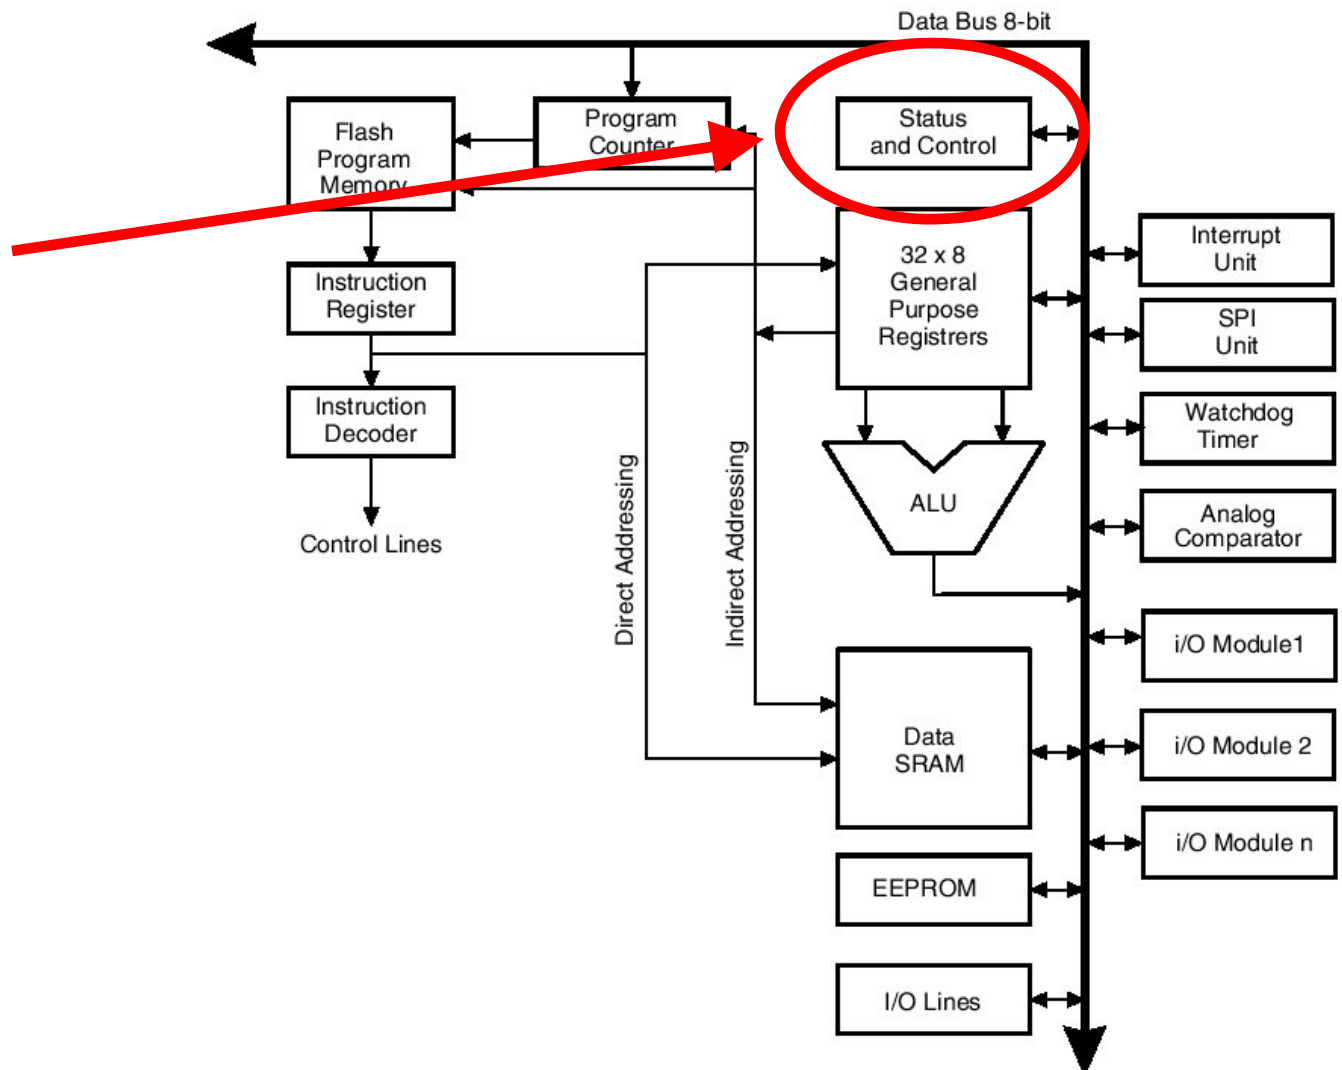 Data Bus 8-bit
Flash
Program
Memory
Program
Counter
Status
and Control
32 x 8
General
Purpose
Registrers
Instruction
Register
Instruction
Decoder
Control Lines
Direct Addressing
Indirect Addressing
ALU
Data
SRAM
EEPROM
I/O Lines
Interrupt
Unit
SPI
Unit
Watchdog
Timer
Analog
Comparator
i/O Module1
i/O Module 2
i/O Module n